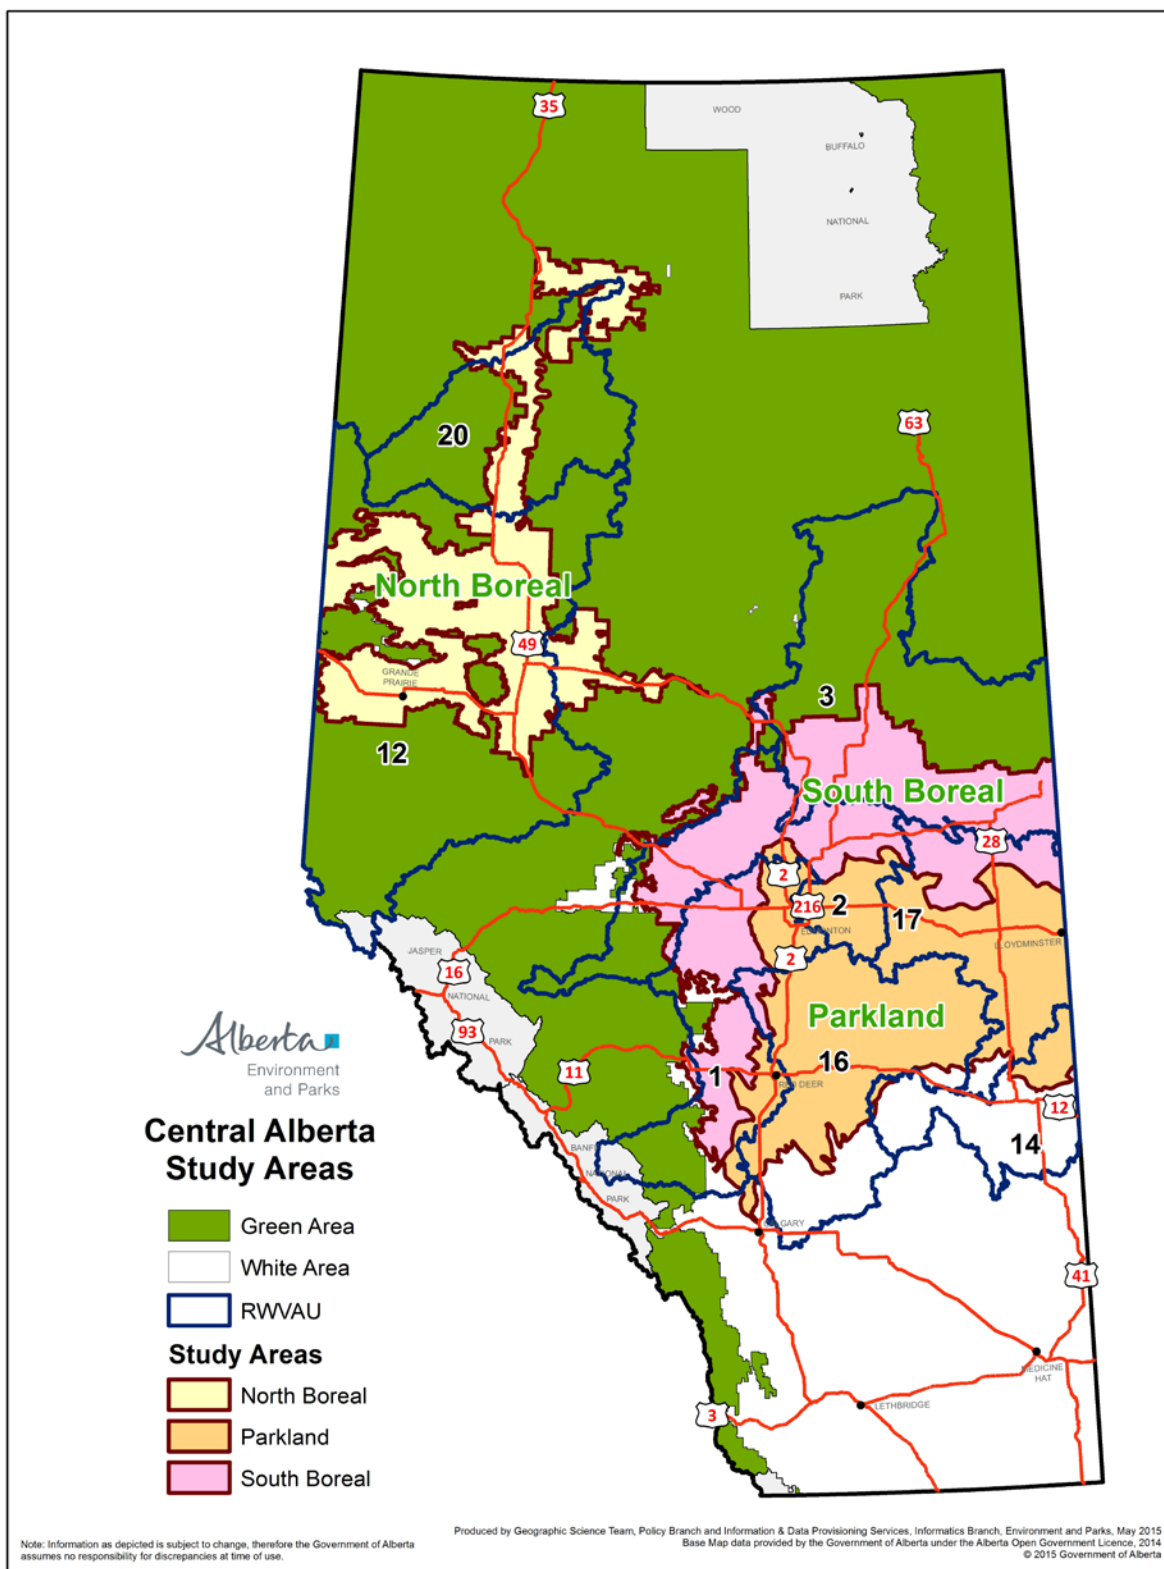 35
WOOD
BUFFALO
NATIONAL
PARK
63
20
North Boreal
49
GRANDE
PRAIRIE
12
3
South Boreal
28
2
216
2
17
EDMONTON
LLOYDMINSTER
2
JASPER
16
NATIONAL
93
PARK
Parkland
11
1
16
RED DEER
12
14
BANFF
NATIONAL
PARK
CALGARY
41
MEDICINE
HAT
LETHBRIDGE
3
Alberta
Environment
and Parks
Central Alberta
Study Areas
Green Area
White Area
RWVAU
Study Areas
North Boreal
Parkland
South Boreal
Note: Information as depicted is subject to change, therefore the Government of Alberta
assumes no responsibility for discrepancies at time of use.
Produced by Geographic Science Team, Policy Branch and Information & Data Provisioning Services, Informatics Branch, Environment and Parks, May 2015
Base Map data provided by the Government of Alberta under the Alberta Open Government Licence, 2014
© 2015 Government of Alberta